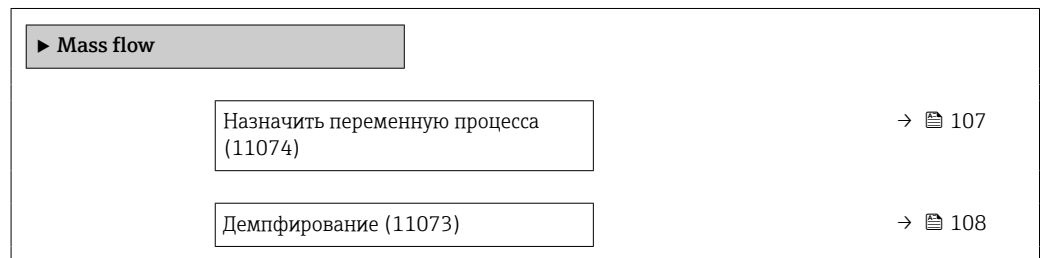 ▶ Mass flow
Назначить переменную процесса
(11074)
→ 107
Демпфирование (11073)
→ 108